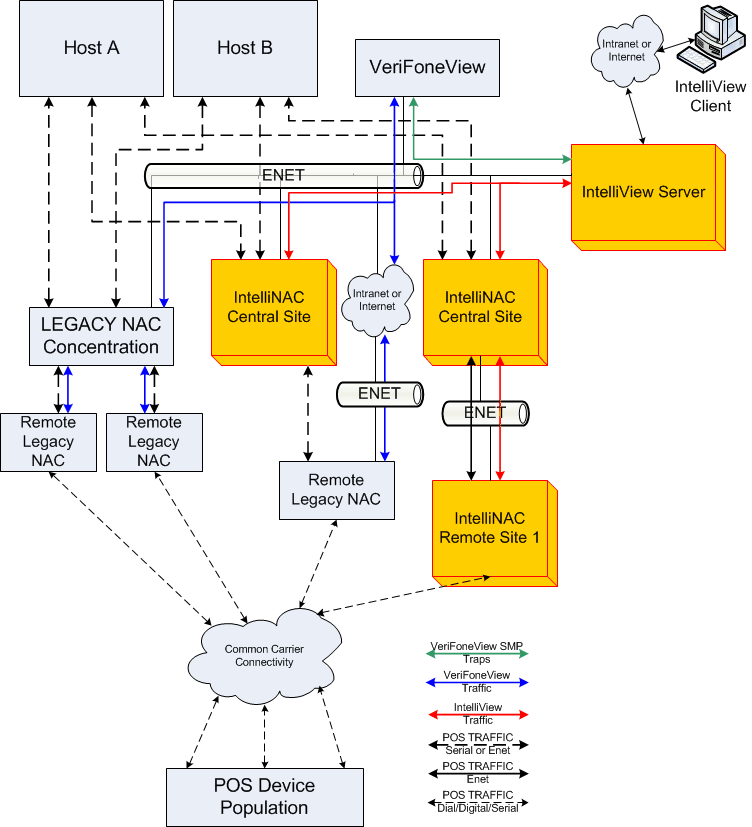 Host A
Host B
VeriFoneView
Intranet or
Internet
IntelliView
Client
ENET
IntelliView Server
IntelliNAC
Central Site
Intranet or
Internet
IntelliNAC
Central Site
LEGACY NAC
Concentration
ENET
ENET
Remote
Legacy
NAC
Remote
Legacy
NAC
Remote
Legacy NAC
IntelliNAC
Remote Site 1
Common Carrier
Connectivity
VeriFoneView SMP
Traps
VeriFoneView
Traffic
IntelliView
Traffic
POS TRAFFIC
Serial or Enet
POS TRAFFIC
Enet
POS TRAFFIC
Dial/Digital/Serial
POS Device
Population